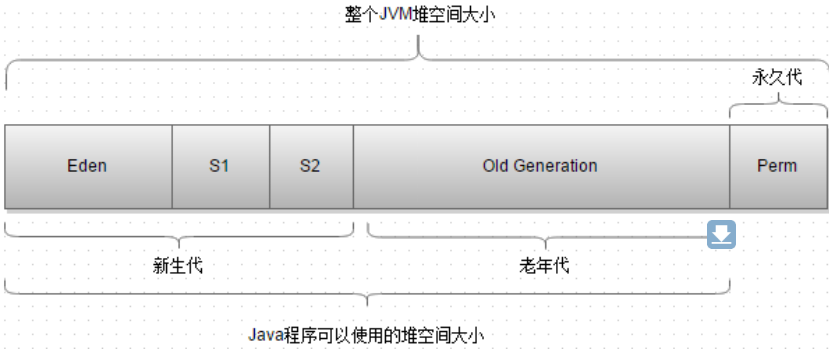 整个JVM堆空间大小
永久代
Eden
S1
S2
Old Generation
Perm
新生代
老年代
Java程序可以使用的堆空间大小